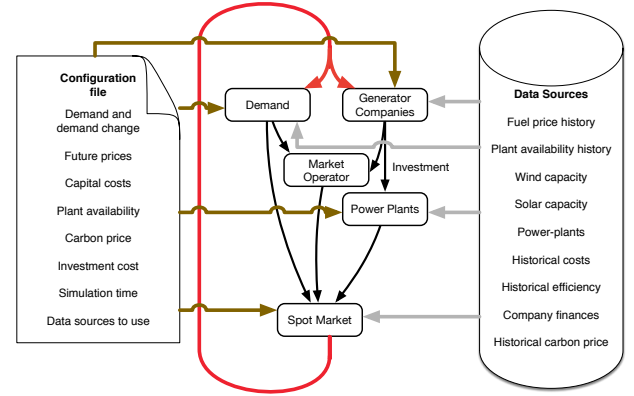 Configuration
file
Demand and
demand change
Future prices
Capital costs
Plant availability
Carbon price
Investment cost
Simulation time
Data sources to use
Demand
Generator
Companies
Market
Operator
Investment
Power Plants
Spot Market
Data Sources
Fuel price history
Plant availability history
Wind capacity
Solar capacity
Power-plants
Historical costs
Historical efficiency
Company finances
Historical carbon price